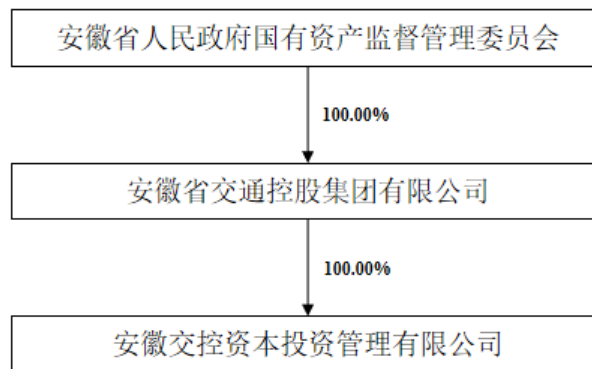 安徽省人民政府国有资产监督管理委员会
100.00%
安徽省交通控股集团有限公司
100.00%
安徽交控资本投资管理有限公司